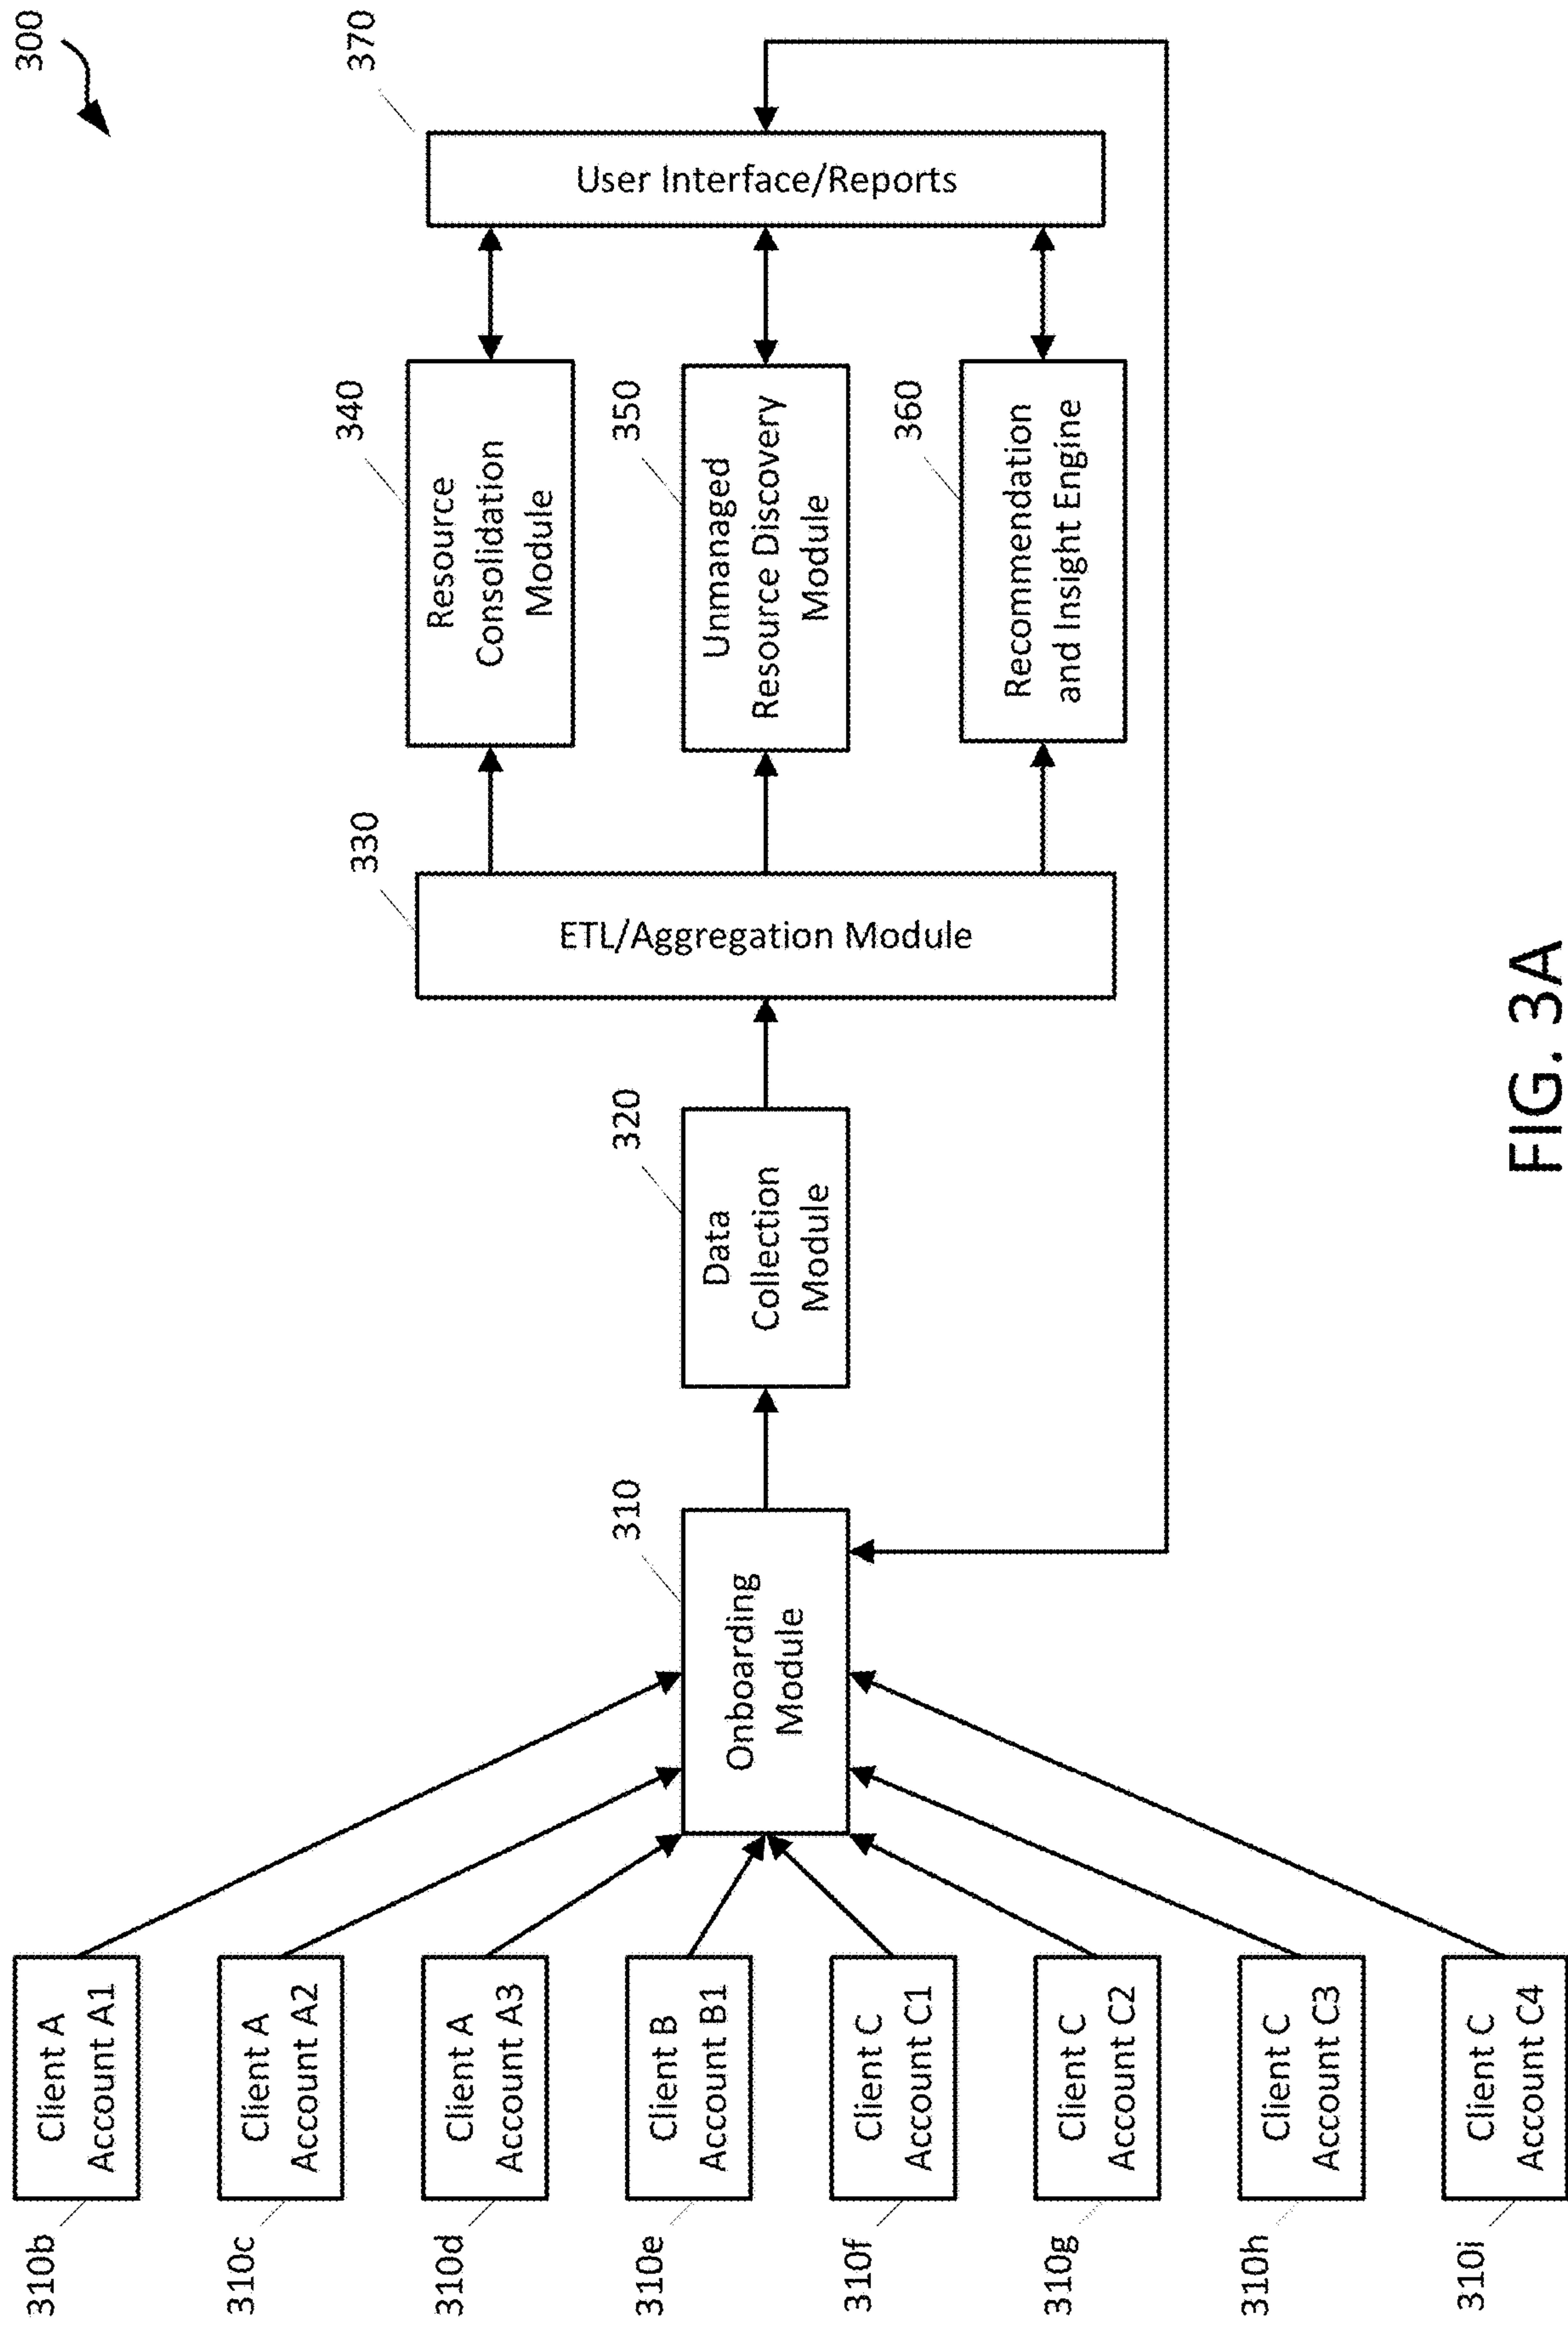 300
310b
Client A
Account A1
310c
Client A
Account A2
310d
Client A
Account A3
310e
Client B
Account B1
310f
Client C
Account C1
310g
Client C
Account C2
310h
Client C
Account C3
310i
Client C
Account C4
310
Onboarding
Module
320
Data
Collection
Module
330
ETL/Aggregation Module
340
Resource
Consolidation
Module
350
Unmanaged
Resource Discovery
Module
360
Recommendation
and Insight Engine
370
User Interface/Reports
FIG. 3A